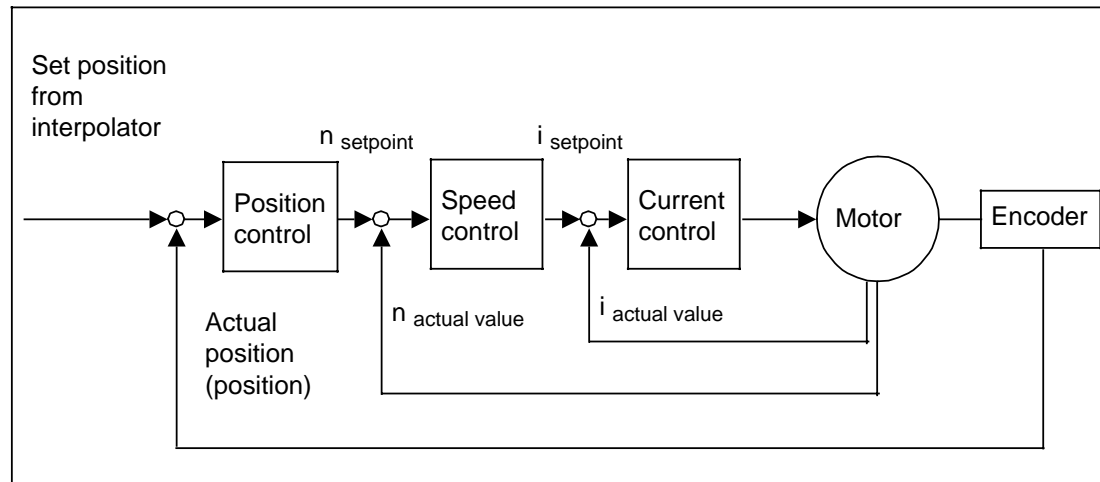 Set position
from
interpolator
n setpoint
i setpoint
Position
control
Speed
control
Current
control
Motor
Encoder
Actual
position
(position)
n actual value
i actual value